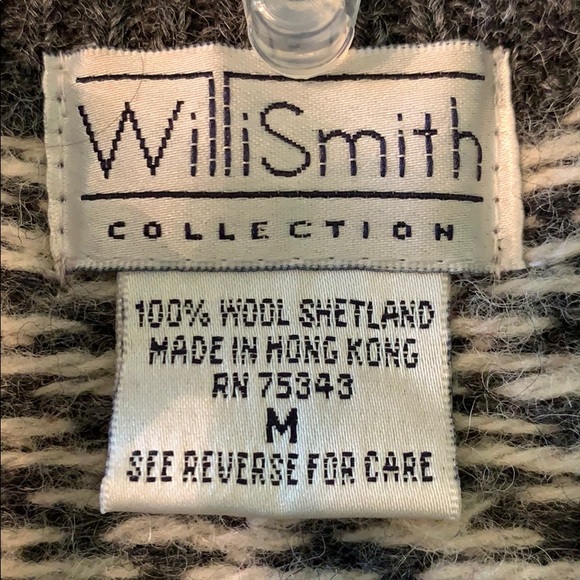 WilliSmith
COLLECTION
100% WOOL SHETLAND
MADE IN HONG KONG
RN 75343
M
SEE REVERSE FOR CARE